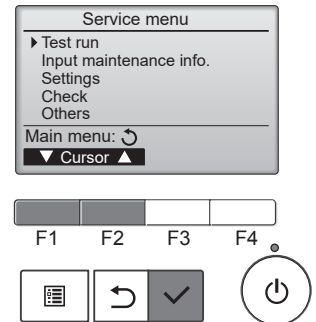 Service menu
Test run
Input maintenance info.
Settings
Check
Others
Main menu:
▼ Cursor ▲
F1 F2 F3 F4